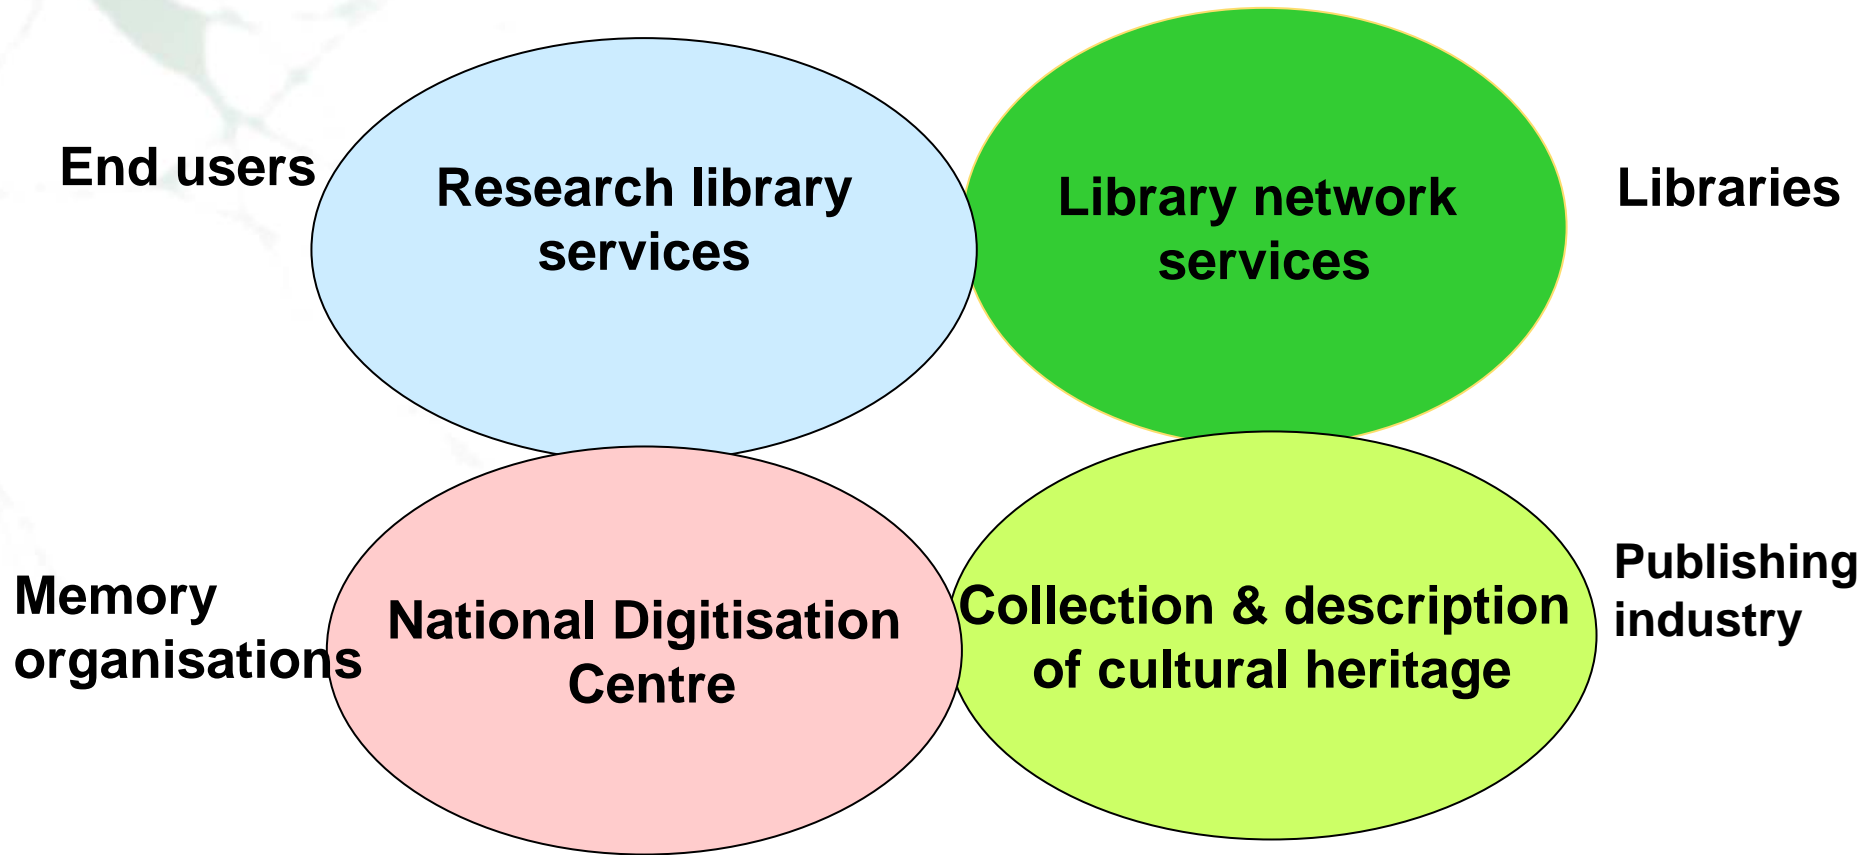 End users
Research library
services
Library network
services
Libraries
Memory
organisations
National Digitisation
Centre
Collection & description
of cultural heritage
Publishing
industry